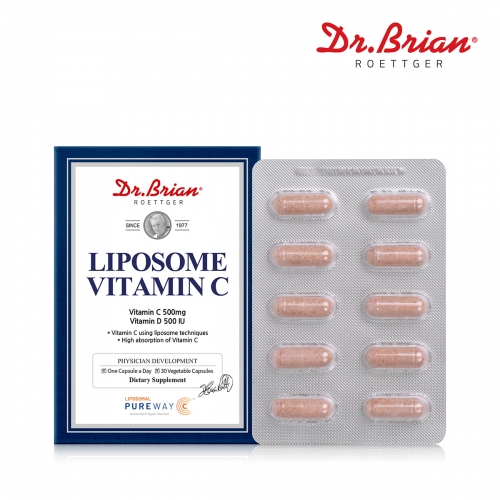 Dr.Brian®
ROETTGER
Dr.Brian®
ROETTGER
SINCE 1977
LIPOSOME
VITAMIN C
Vitamin C 500mg
Vitamin D 500 IU
• Vitamin C using liposome techniques
• High absorption of Vitamin C
PHYSICIAN DEVELOPMENT
One Capsule a Day 30 Vegetable Capsules
Dietary Supplement
LIPOSOMAL
PUREWAY C